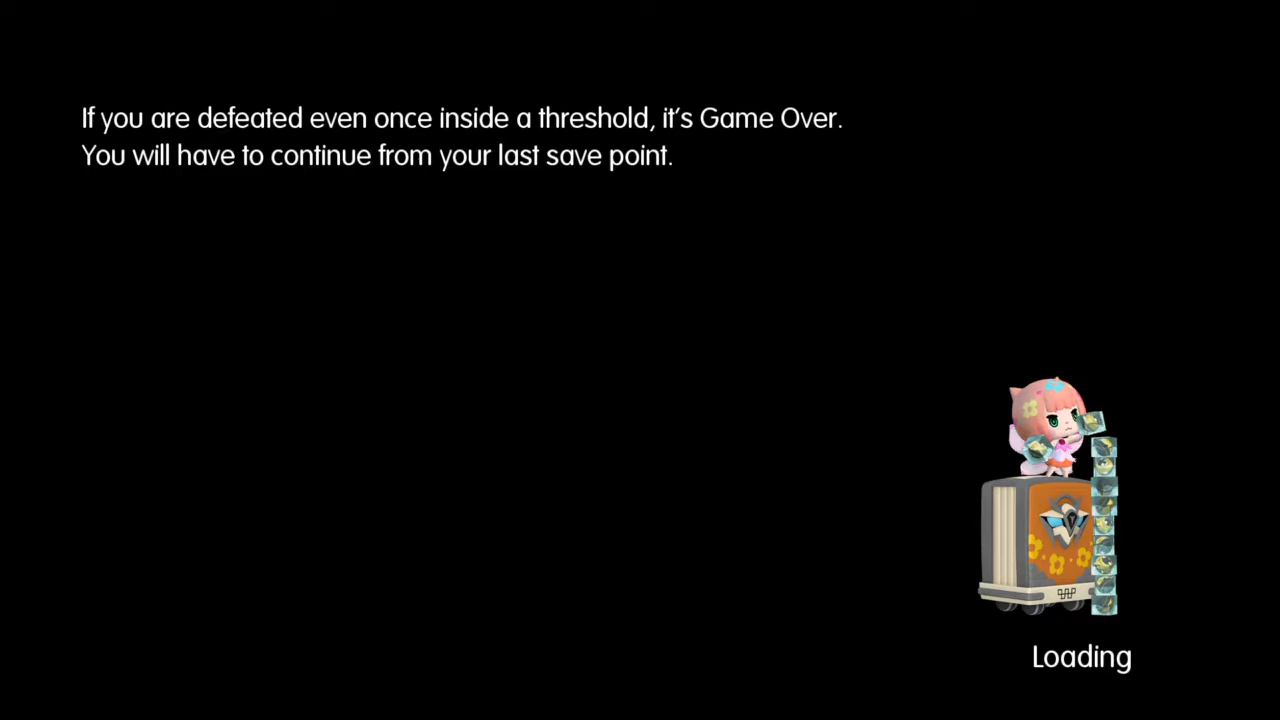 If you are defeated even once inside a threshold, it's Game Over.
You will have to continue from your last save point.
Loading